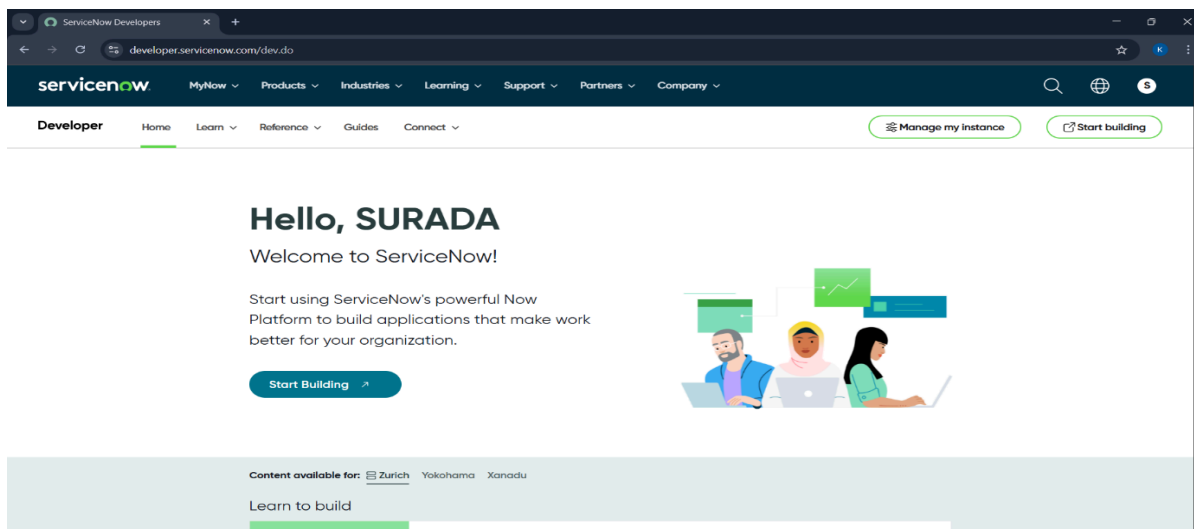 ServiceNow Developers
developer.servicenow.com/dev.do
K
servicenow MyNow Products Industries Learning Support Partners Company S
Developer Home Learn Reference Guides Connect Manage my instance Start building
Hello, SURADA
Welcome to ServiceNow!
Start using ServiceNow's powerful Now
Platform to build applications that make work
better for your organization.
Start Building
Content available for: Zurich Yokohama Xanadu
Learn to build